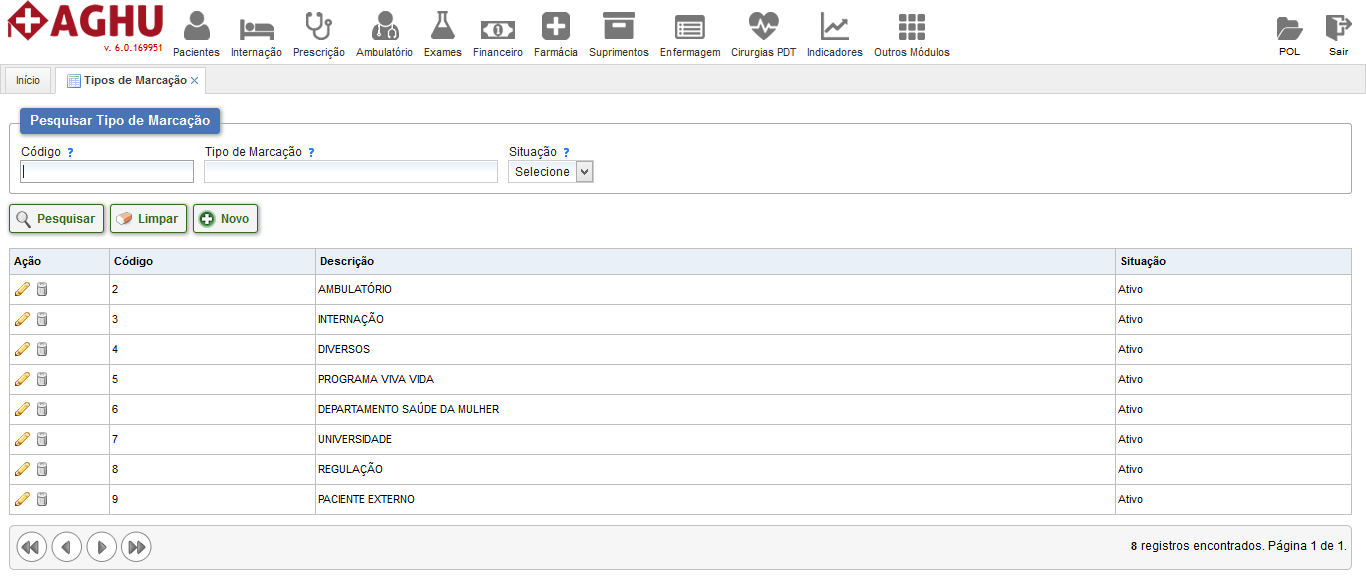 AGHU
v. 6.0.169951
Pacientes Internação Prescrição Ambulatório Exames Financeiro Farmácia Suprimentos Enfermagem Cirurgias PDT Indicadores Outros Módulos POL Sair
Início Tipos de Marcação
Pesquisar Tipo de Marcação
Código ? Tipo de Marcação ? Situação ?
Selecione
Pesquisar Limpar Novo
Ação Código Descrição Situação
2 AMBULATÓRIO Ativo
3 INTERNAÇÃO Ativo
4 DIVERSOS Ativo
5 PROGRAMA VIVA VIDA Ativo
6 DEPARTAMENTO SAÚDE DA MULHER Ativo
7 UNIVERSIDADE Ativo
8 REGULAÇÃO Ativo
9 PACIENTE EXTERNO Ativo
8 registros encontrados. Página 1 de 1.